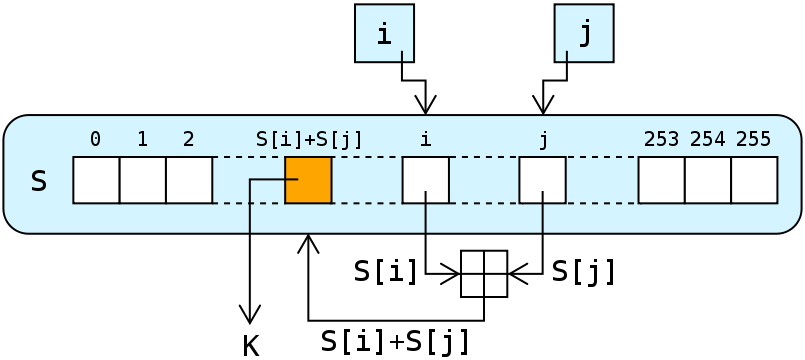 i j
0 1 2 S[i]+S[j] i j 253 254 255
S
S[i] S[j]
S[i]+S[j]
K